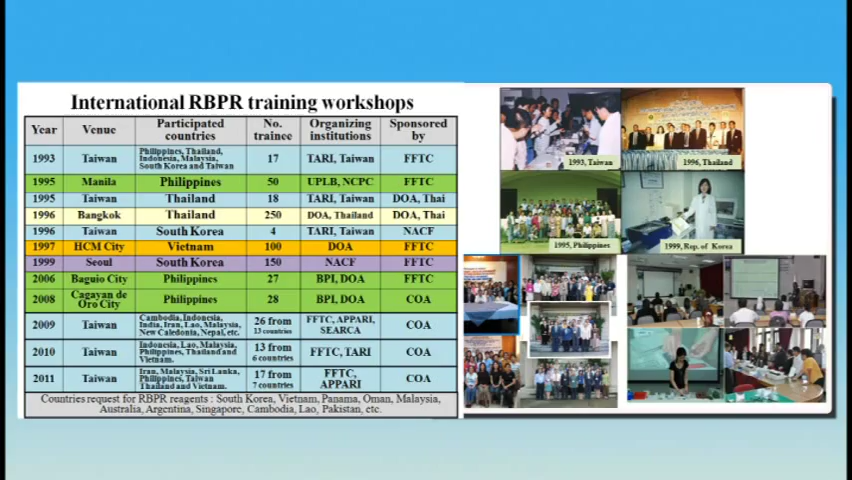 International RBPR training workshops
Year Venue Participated countries No. trainee Organizing institutions Sponsored by
1993 Taiwan Philippines, Thailand, Indonesia, Malaysia, South Korea and Taiwan 17 TARI, Taiwan FFTC
1995 Manila Philippines 50 UPLB, NCPC FFTC
1995 Taiwan Thailand 18 TARI, Taiwan DOA, Thai
1996 Bangkok Thailand 250 DOA, Thailand DOA, Thai
1996 Taiwan South Korea 4 TARI, Taiwan NACF
1997 HCM City Vietnam 100 DOA FFTC
1999 Seoul South Korea 150 NACF FFTC
2006 Baguio City Philippines 27 BPI, DOA FFTC
2008 Cagayan de Oro City Philippines 28 BPI, DOA COA
2009 Taiwan Cambodia, Indonesia, India, Iran, Lao, Malaysia, New Caledonia, Nepal, etc. 26 from 13 countries FFTC, APPARI, SEARCA COA
2010 Taiwan Indonesia, Lao, Malaysia, Philippines, Thailand and Vietnam. 13 from 6 countries FFTC, TARI COA
2011 Taiwan Iran, Malaysia, Sri Lanka, Philippines, Taiwan Thailand and Vietnam. 17 from 7 countries FFTC, APPARI COA
Countries request for RBPR reagents : South Korea, Vietnam, Panama, Oman, Malaysia,
Australia, Argentina, Singapore, Cambodia, Lao, Pakistan, etc.
1993, Taiwan
1996, Thailand
1995, Philippines
1999, Rep. of Korea